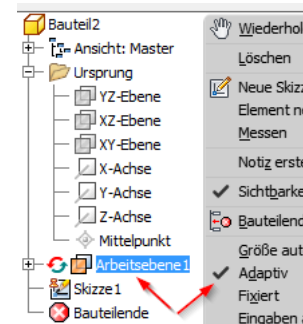 Bauteil2
Ansicht: Master
Ursprung
YZ-Ebene
XZ-Ebene
XY-Ebene
X-Achse
Y-Achse
Z-Achse
Mittelpunkt
Arbeitsebene1
Skizze1
Bauteilende
Wiederhol
Löschen
Neue Skizz
Element n
Messen
Notiz erste
Sichtbarke
Bauteilend
Größe aut
Adaptiv
Fixiert
Eingaben